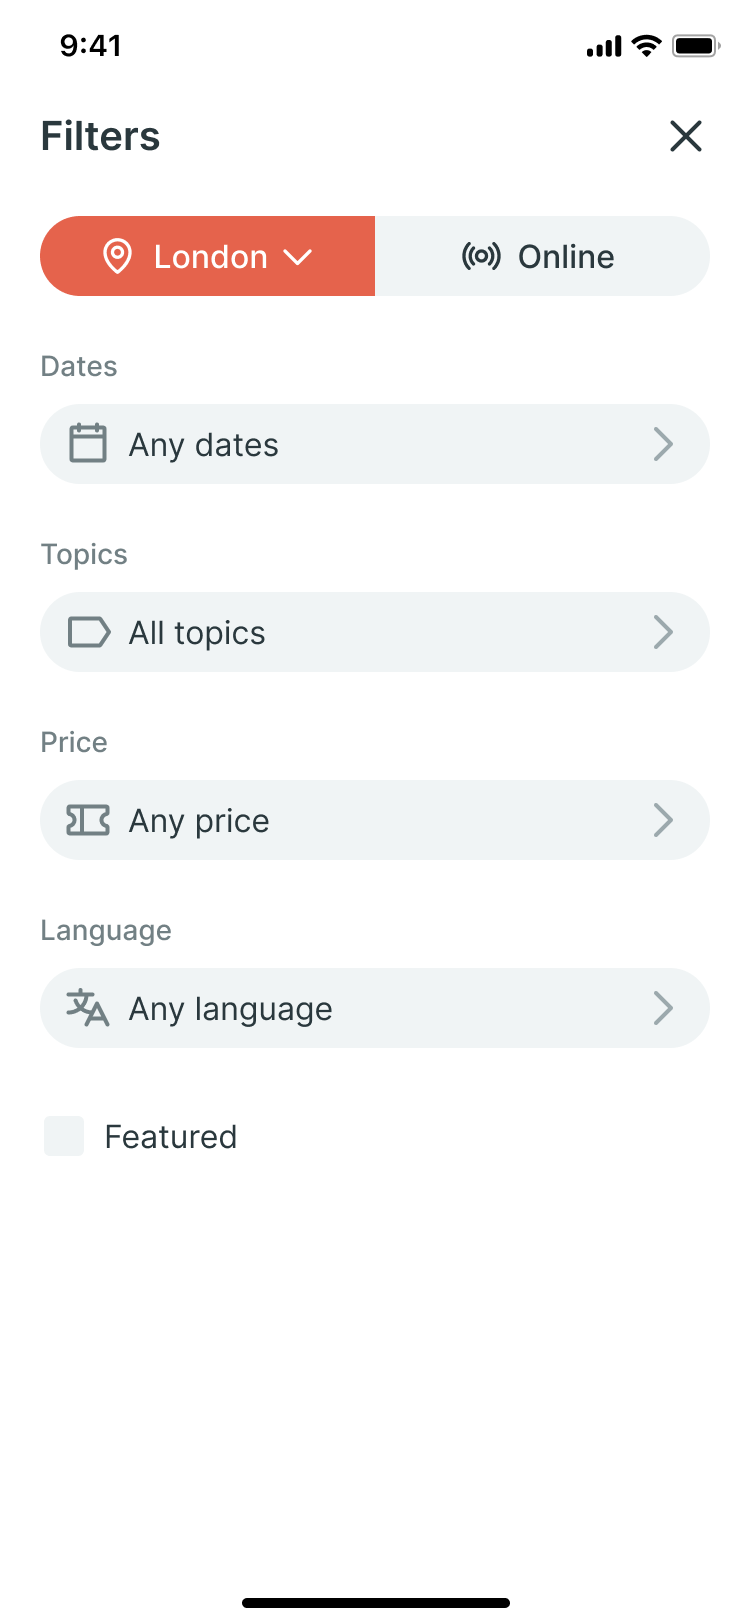 9:41
Filters
London
Online
Dates
Any dates
Topics
All topics
Price
Any price
Language
Any language
Featured